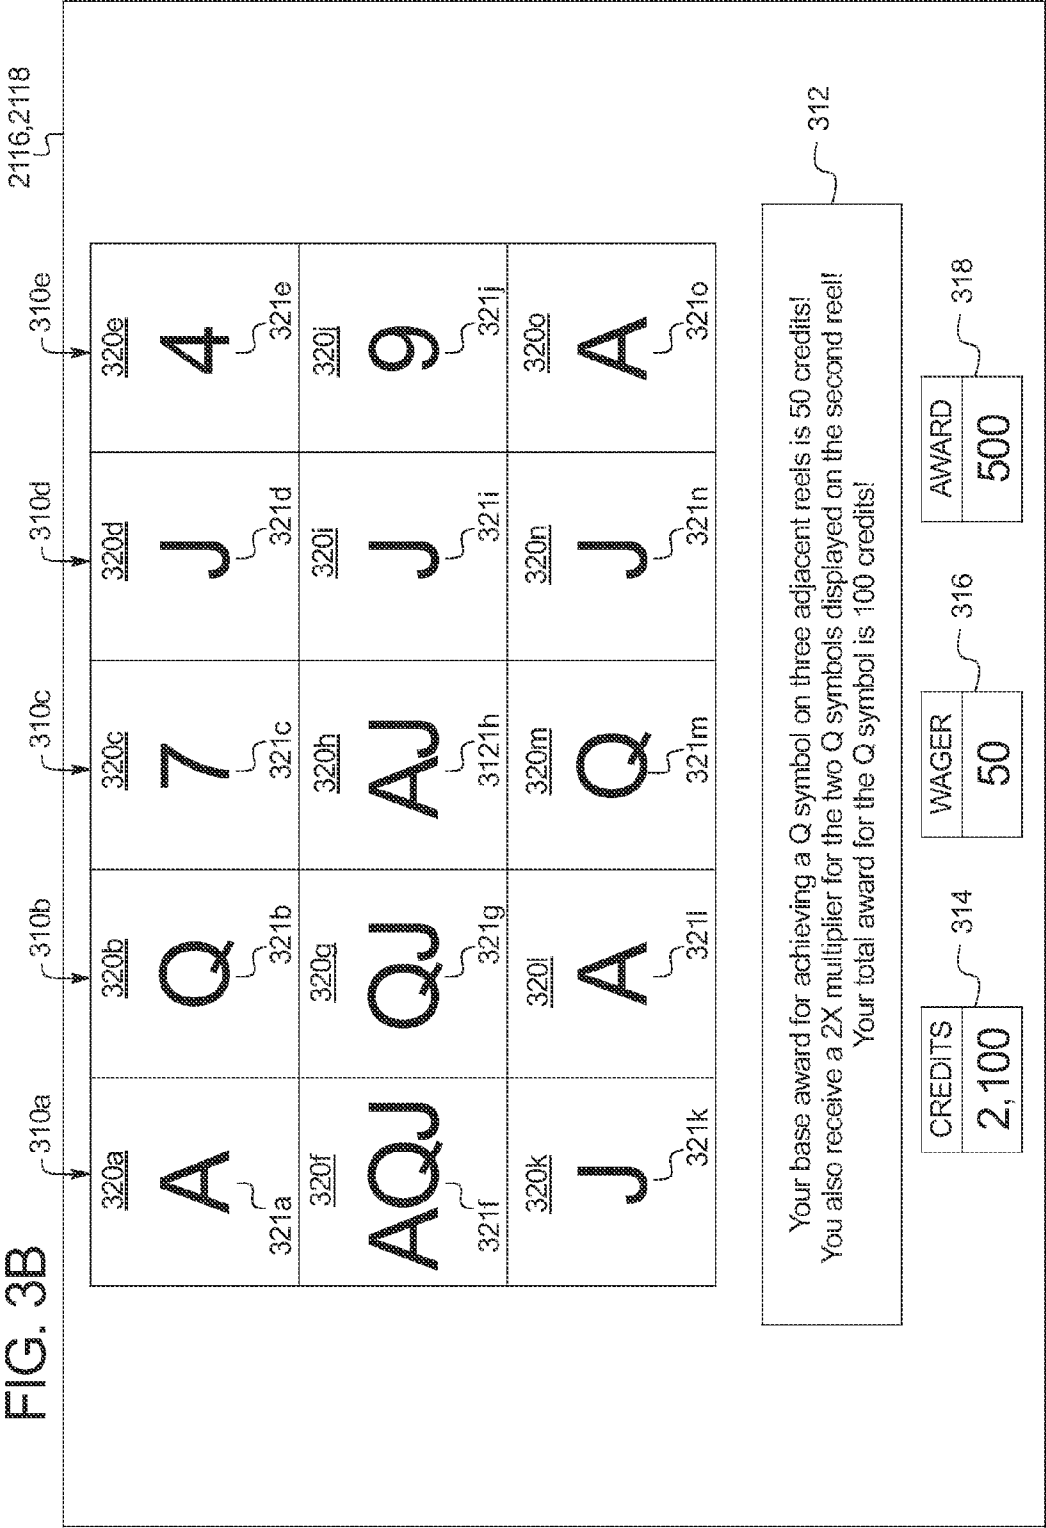 FIG. 3B
2116,2118
310a 310b 310c 310d 310e
320a 320b 320c 320d 320e
A Q 7 J 4
321a 321b 321c 321d 321e
320f 320g 320h 320i 320j
AQJ QJ AJ J 9
321f 321g 3121h 321i 321j
320k 320l 320m 320n 320o
J A Q J A
321k 321l 321m 321n 321o
Your base award for achieving a Q symbol on three adjacent reels is 50 credits!
You also receive a 2X multiplier for the two Q symbols displayed on the second reel!
Your total award for the Q symbol is 100 credits!
312
CREDITS WAGER AWARD
2,100 50 500
314 316 318